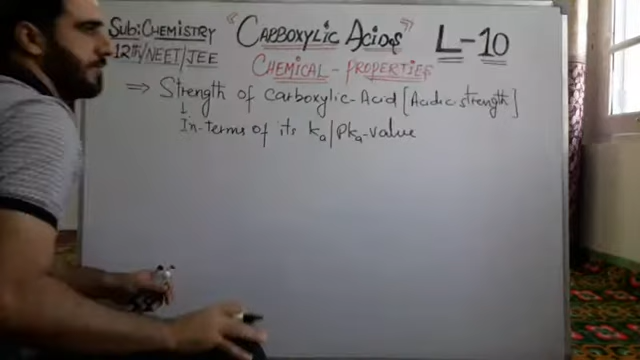 Sub: CHEMISTRY
12th/NEET/JEE
"CARBOXYLIC ACIDS"
L-10
CHEMICAL - PROPERTIES
⇒ Strength of Carboxylic-Acid [Acidic strength]
↓
In-terms of its ka/Pka-value